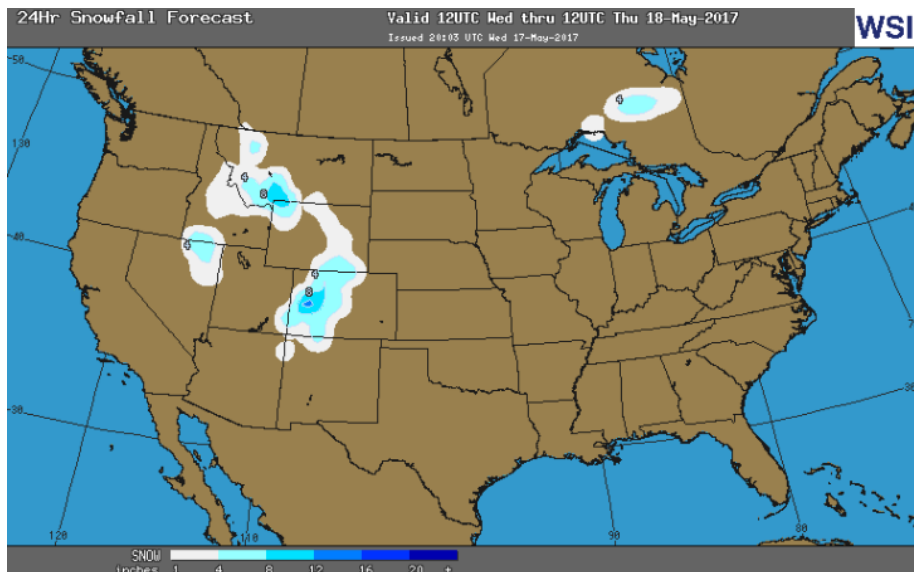 24Hr Snowfall Forecast
Valid 12UTC Wed thru 12UTC Thu 18-May-2017
Issued 20:03 UTC Wed 17-May-2017
WSI
50
130
4
4
8
4
40
4
8
30
30
120
110
90
80
SNOW
inches 1 4 8 12 16 20 +